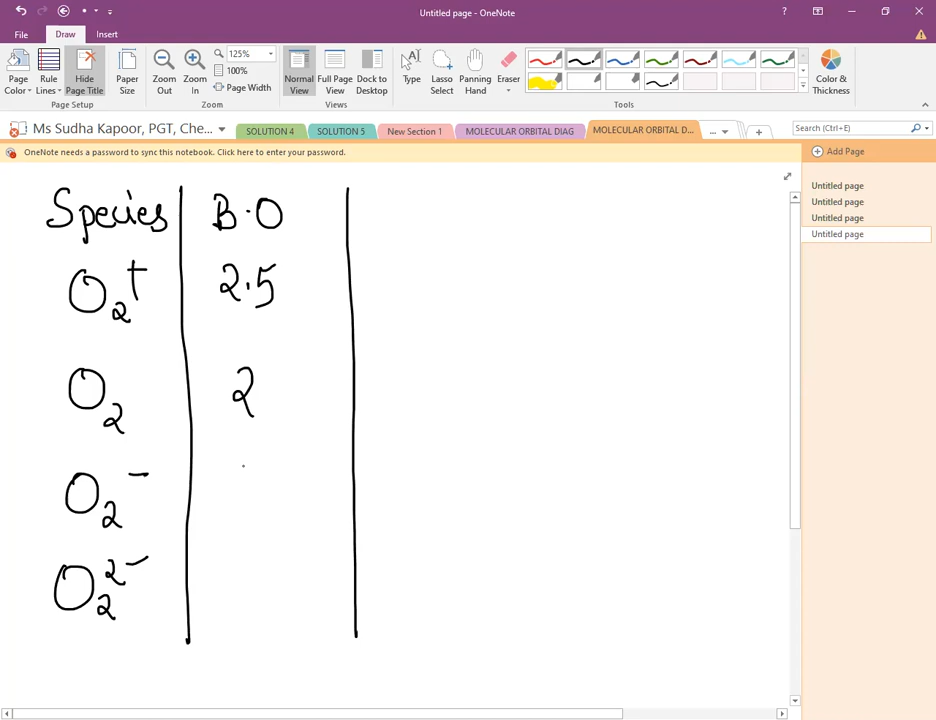 Untitled page - OneNote
?
File Draw Insert
Page Color
Rule Lines
Hide Page Title
Paper Size
Zoom Out
Zoom In
125%
100%
Page Width
Normal View
Full Page View
Dock to Desktop
Type
Lasso Select
Panning Hand
Eraser
Color & Thickness
Page Setup Zoom Views Tools
Ms Sudha Kapoor, PGT, Che... SOLUTION 4 SOLUTION 5 New Section 1 MOLECULAR ORBITAL DIAG MOLECULAR ORBITAL D... ... + Search (Ctrl+E)
OneNote needs a password to sync this notebook. Click here to enter your password.
Add Page
Untitled page
Untitled page
Untitled page
Untitled page
Species B.O
O₂⁺ 2.5
O₂ 2
O₂⁻
O₂²⁻